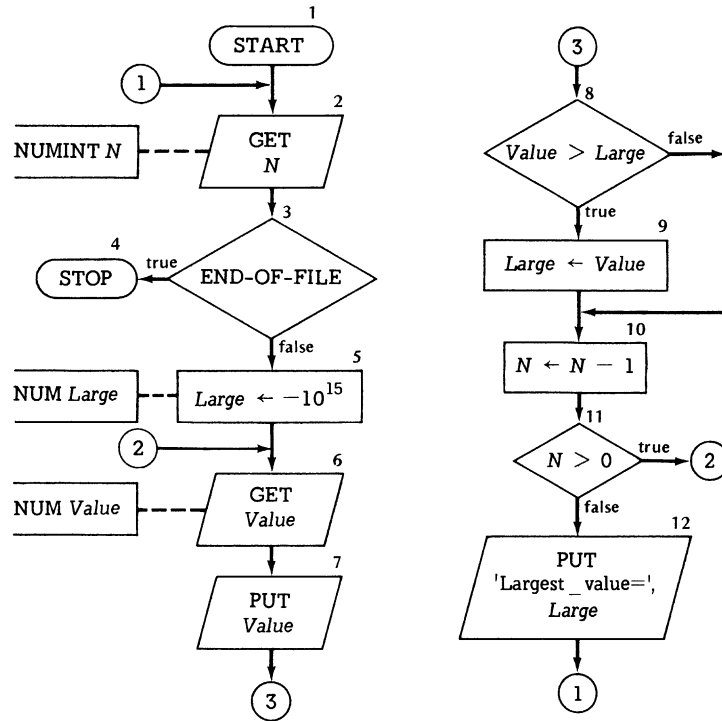 1
START
1
2
GET
N
NUMINT N
3
4
true
STOP
END-OF-FILE
false
5
NUM Large
Large ← −10¹⁵
2
6
GET
Value
NUM Value
7
PUT
Value
3
3
8
Value > Large
false
true
9
Large ← Value
10
N ← N − 1
11
N > 0
true
2
false
12
PUT
'Largest_value=',
Large
1